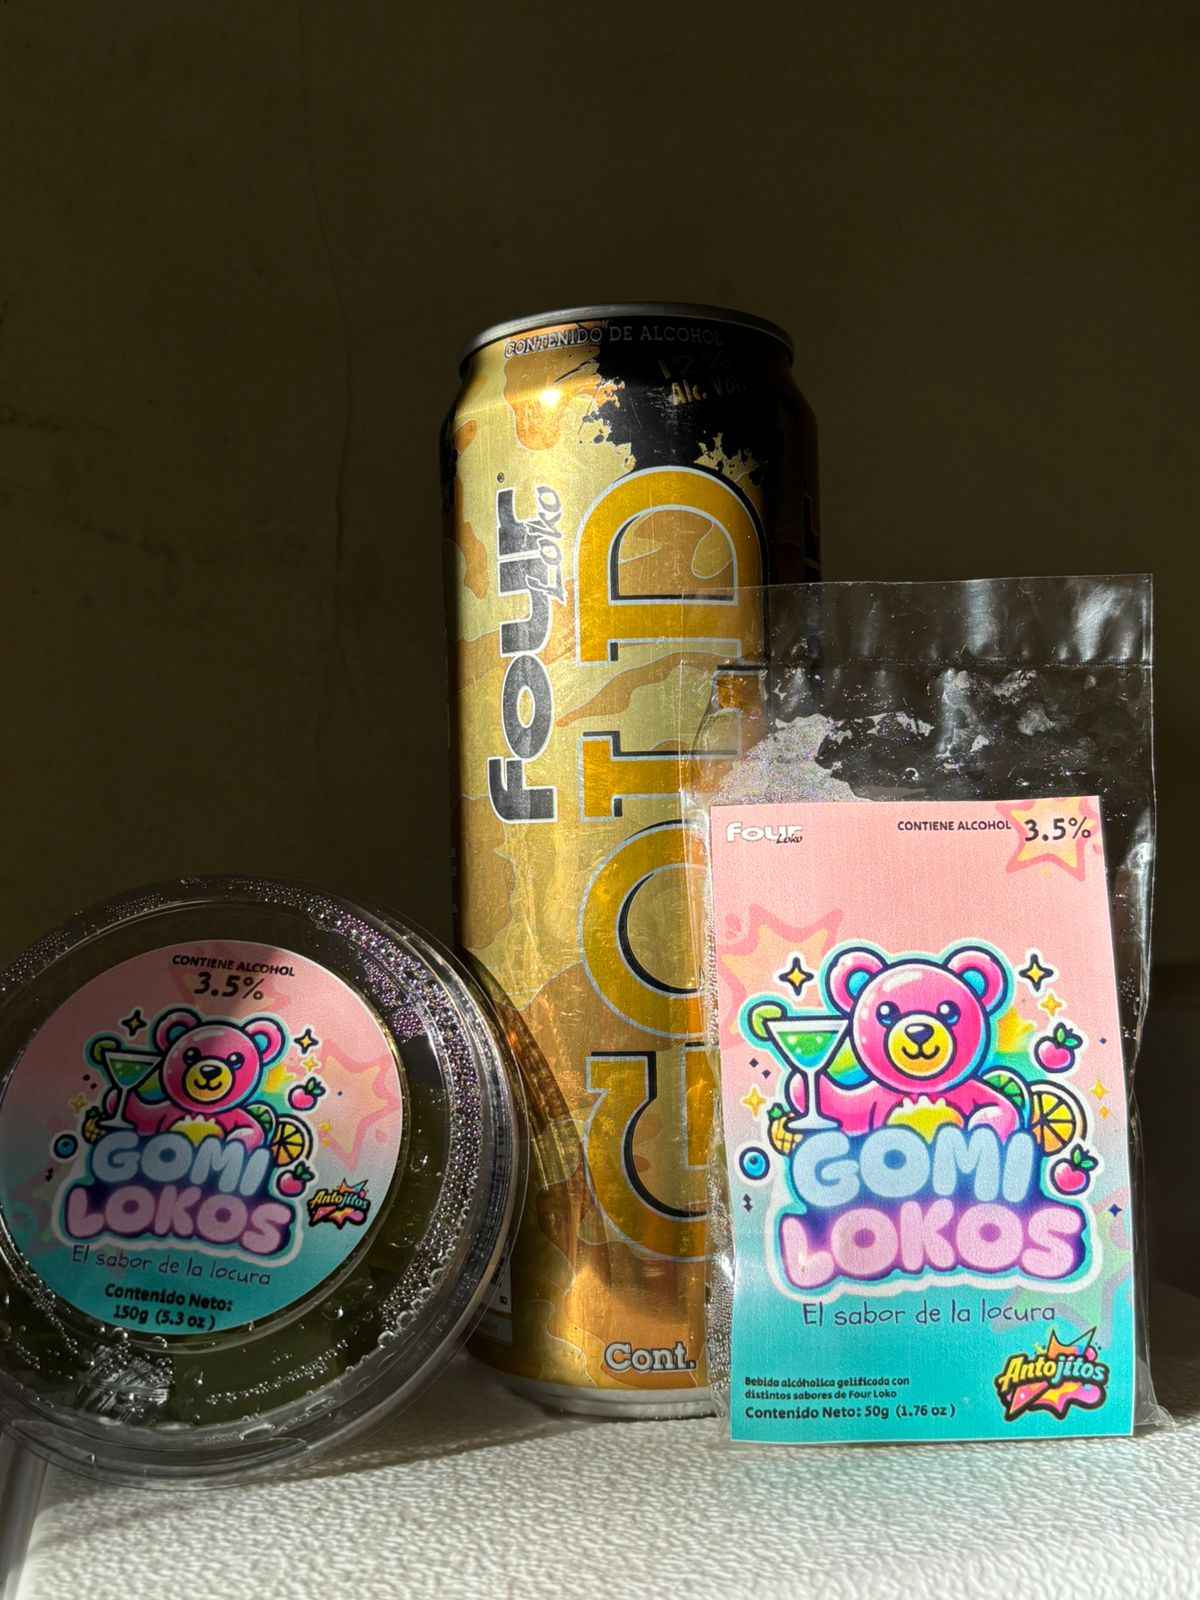 CONTENIDO DE ALCOHOL
Alc. Vol.
Four
Loko
GOLD
Cont.
CONTIENE ALCOHOL
3.5%
GOMI
LOKOS
Antojitos
El sabor de la locura
Contenido Neto:
150g (5.3 oz )
Four
Loko
CONTIENE ALCOHOL 3.5%
GOMI
LOKOS
El sabor de la locura
Antojitos
Bebida alcóholica gelificada con
distintos sabores de Four Loko
Contenido Neto: 50g (1.76 oz )